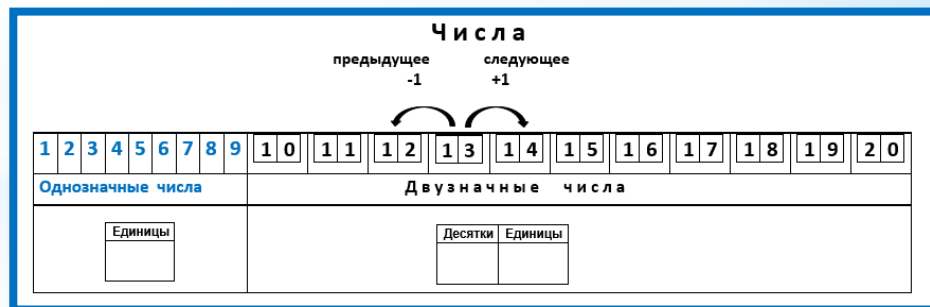 Числа
предыдущее следующее
-1 +1
1 2 3 4 5 6 7 8 9 10 11 12 13 14 15 16 17 18 19 20
Однозначные числа Двузначные числа
Единицы Десятки Единицы